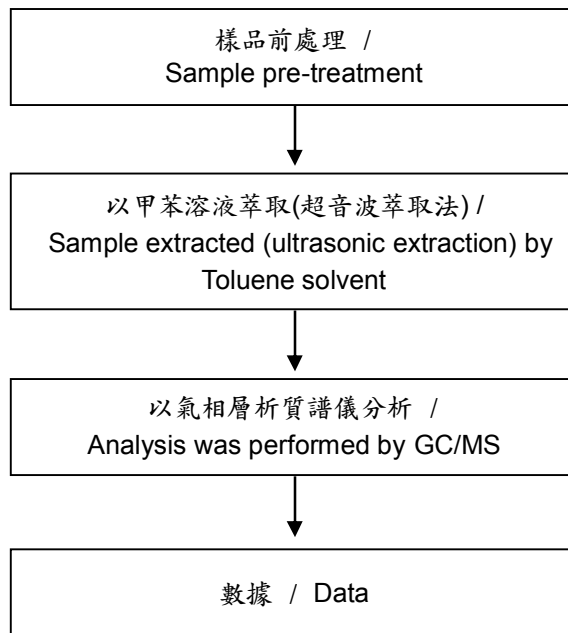 樣品前處理 /
Sample pre-treatment
以甲苯溶液萃取(超音波萃取法) /
Sample extracted (ultrasonic extraction) by
Toluene solvent
以氣相層析質譜儀分析 /
Analysis was performed by GC/MS
數據 / Data